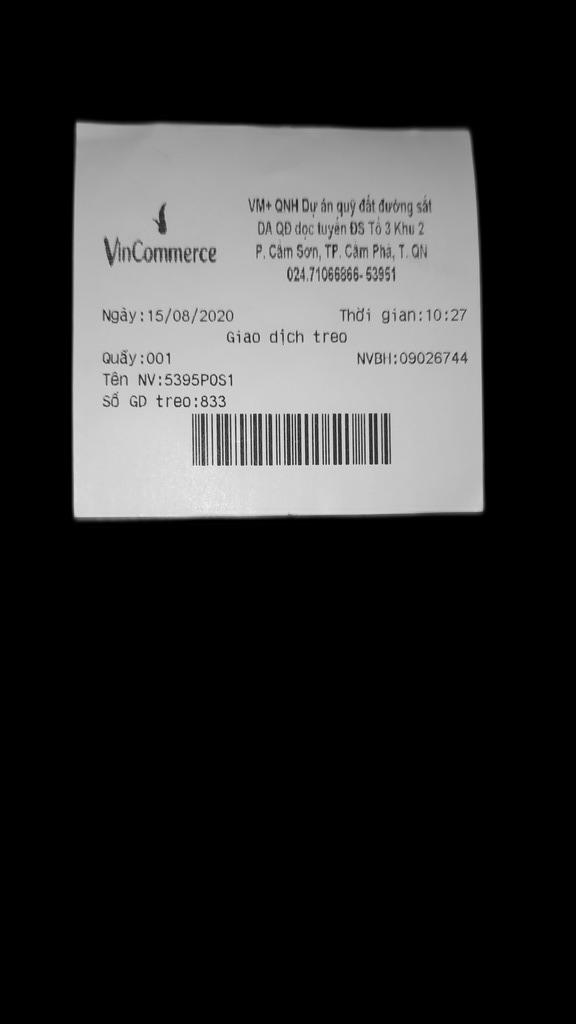 VinCommerce
VM+ QNH Dự án quỹ đất đường sắt
DA QĐ dọc tuyến ĐS Tổ 3 Khu 2
P. Cẩm Sơn, TP. Cẩm Phả, T. QN
024.71066866-53951
Ngày:15/08/2020 Thời gian:10:27
Giao dịch treo
Quầy:001 NVBH:09026744
Tên NV:5395POS1
Số GD treo:833